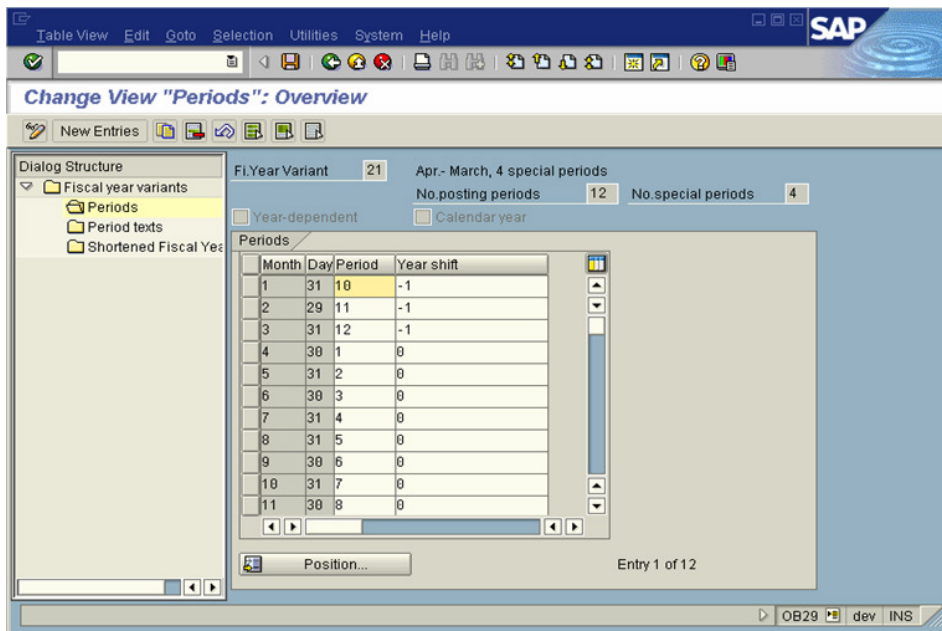 Table View Edit Goto Selection Utilities System Help
SAP
Change View "Periods": Overview
New Entries
Dialog Structure
Fiscal year variants
Periods
Period texts
Shortened Fiscal Yea
Fi.Year Variant 21 Apr.- March, 4 special periods
No.posting periods 12 No.special periods 4
Year-dependent Calendar year
Periods
Month Day Period Year shift
1 31 10 -1
2 29 11 -1
3 31 12 -1
4 30 1 0
5 31 2 0
6 30 3 0
7 31 4 0
8 31 5 0
9 30 6 0
10 31 7 0
11 30 8 0
Position... Entry 1 of 12
OB29 dev INS